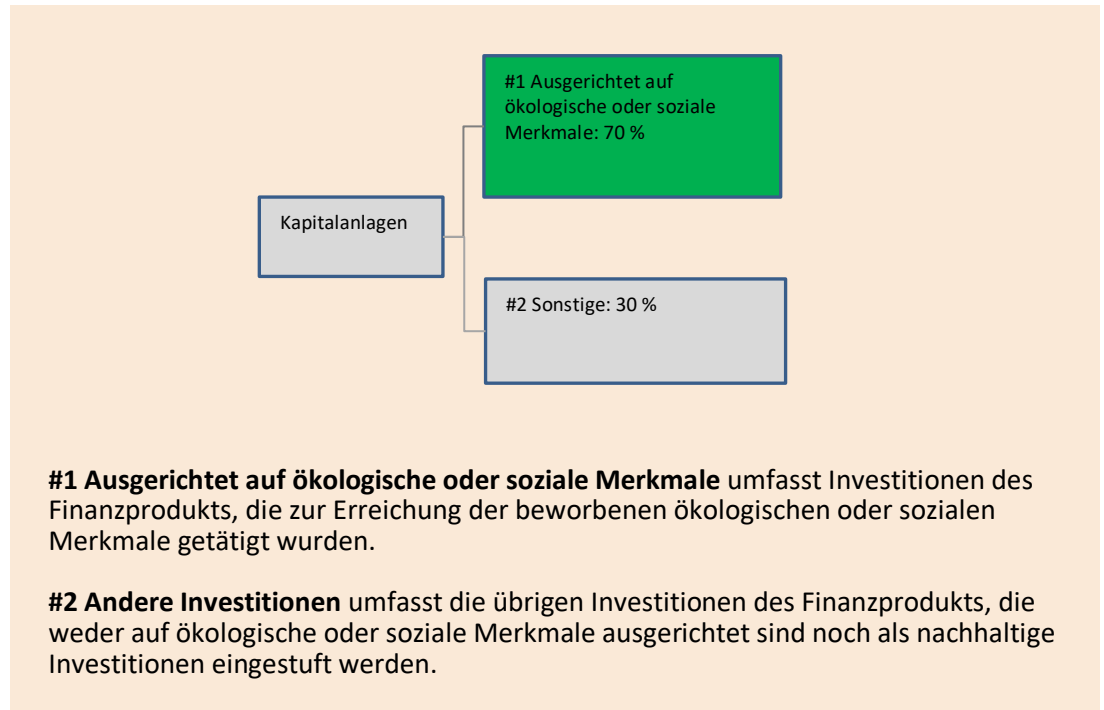 #1 Ausgerichtet auf
ökologische oder soziale
Merkmale: 70 %
Kapitalanlagen
#2 Sonstige: 30 %
#1 Ausgerichtet auf ökologische oder soziale Merkmale umfasst Investitionen des
Finanzprodukts, die zur Erreichung der beworbenen ökologischen oder sozialen
Merkmale getätigt wurden.
#2 Andere Investitionen umfasst die übrigen Investitionen des Finanzprodukts, die
weder auf ökologische oder soziale Merkmale ausgerichtet sind noch als nachhaltige
Investitionen eingestuft werden.